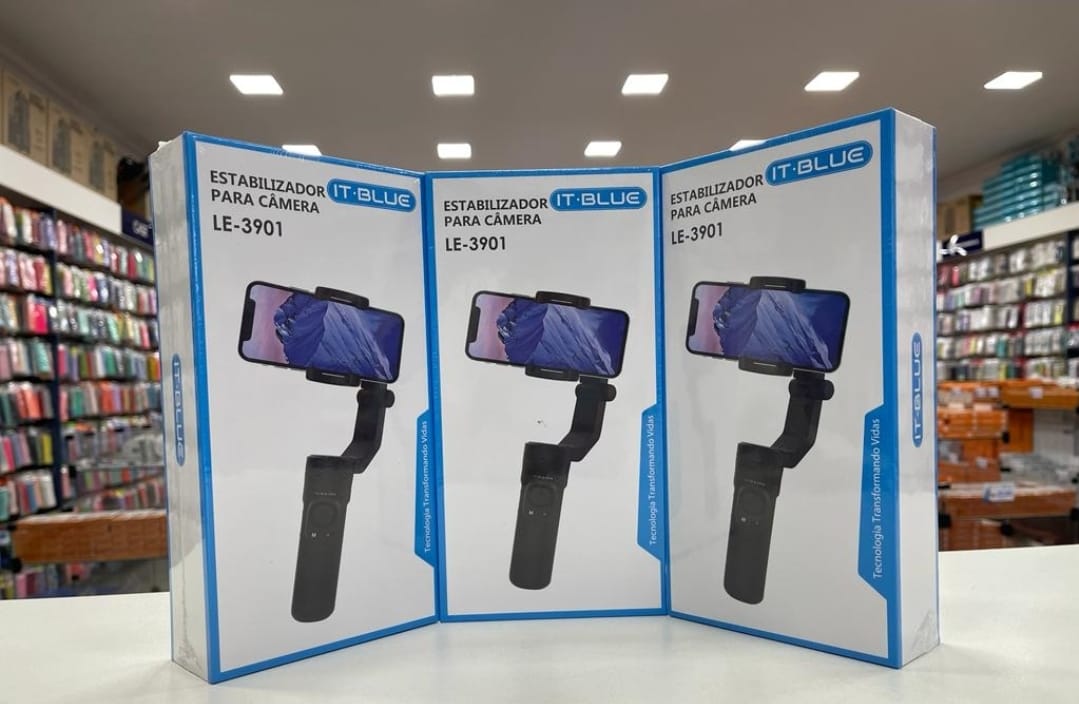 ESTABILIZADOR
PARA CÂMERA
IT·BLUE
LE-3901
Tecnologia Transformando Vidas
IT·BLUE
ESTABILIZADOR
PARA CÂMERA
IT·BLUE
LE-3901
Tecnologia Transformando Vidas
ESTABILIZADOR
PARA CÂMERA
IT·BLUE
LE-3901
Tecnologia Transformando Vidas
IT·BLUE